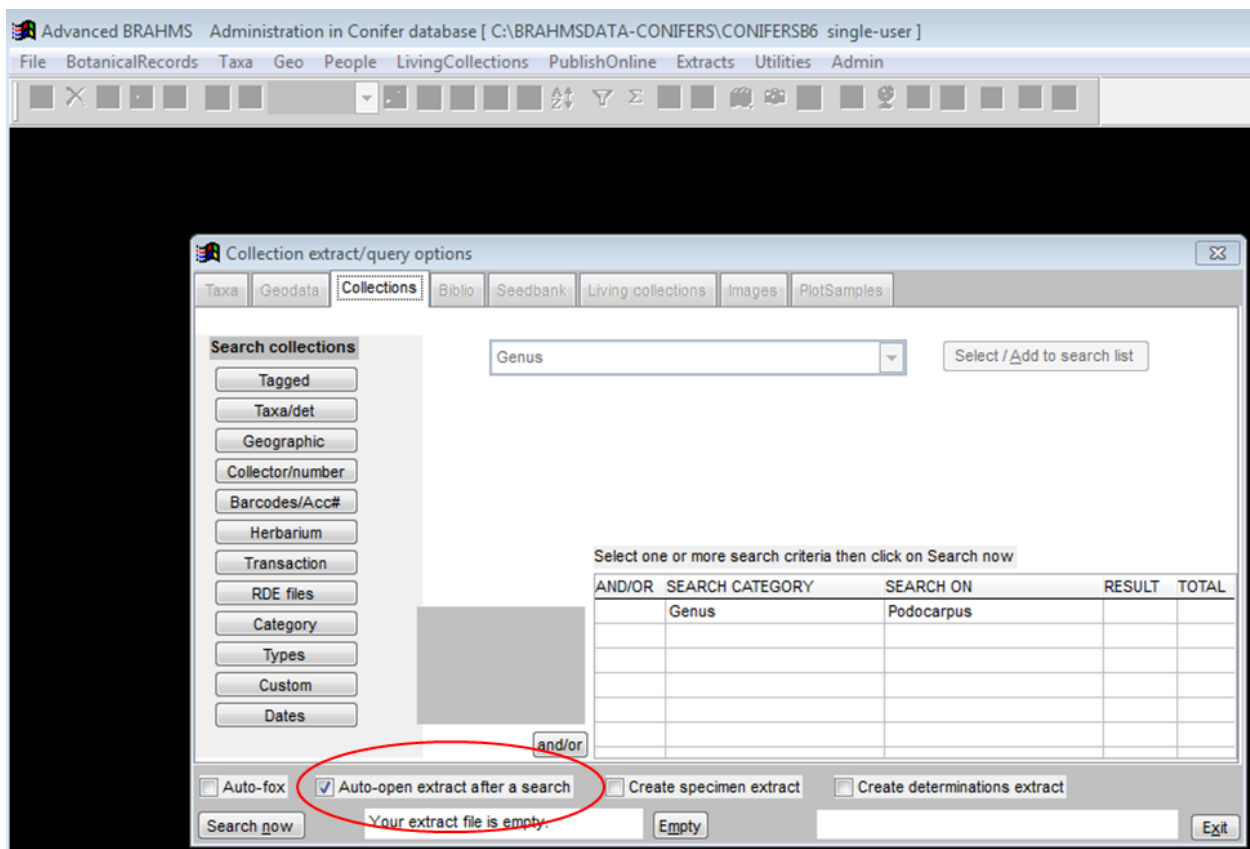 Advanced BRAHMS Administration in Conifer database [ C:\BRAHMSDATA-CONIFERS\CONIFERSB6 single-user ]
File BotanicalRecords Taxa Geo People LivingCollections PublishOnline Extracts Utilities Admin
Collection extract/query options
Taxa Geodata Collections Biblio Seedbank Living collections Images PlotSamples
Search collections
Genus
Select / Add to search list
Tagged
Taxa/det
Geographic
Collector/number
Barcodes/Acc#
Herbarium
Transaction
RDE files
Category
Types
Custom
Dates
Select one or more search criteria then click on Search now
AND/OR SEARCH CATEGORY SEARCH ON RESULT TOTAL
Genus Podocarpus
and/or
Auto-fox Auto-open extract after a search Create specimen extract Create determinations extract
Search now Your extract file is empty. Empty Exit